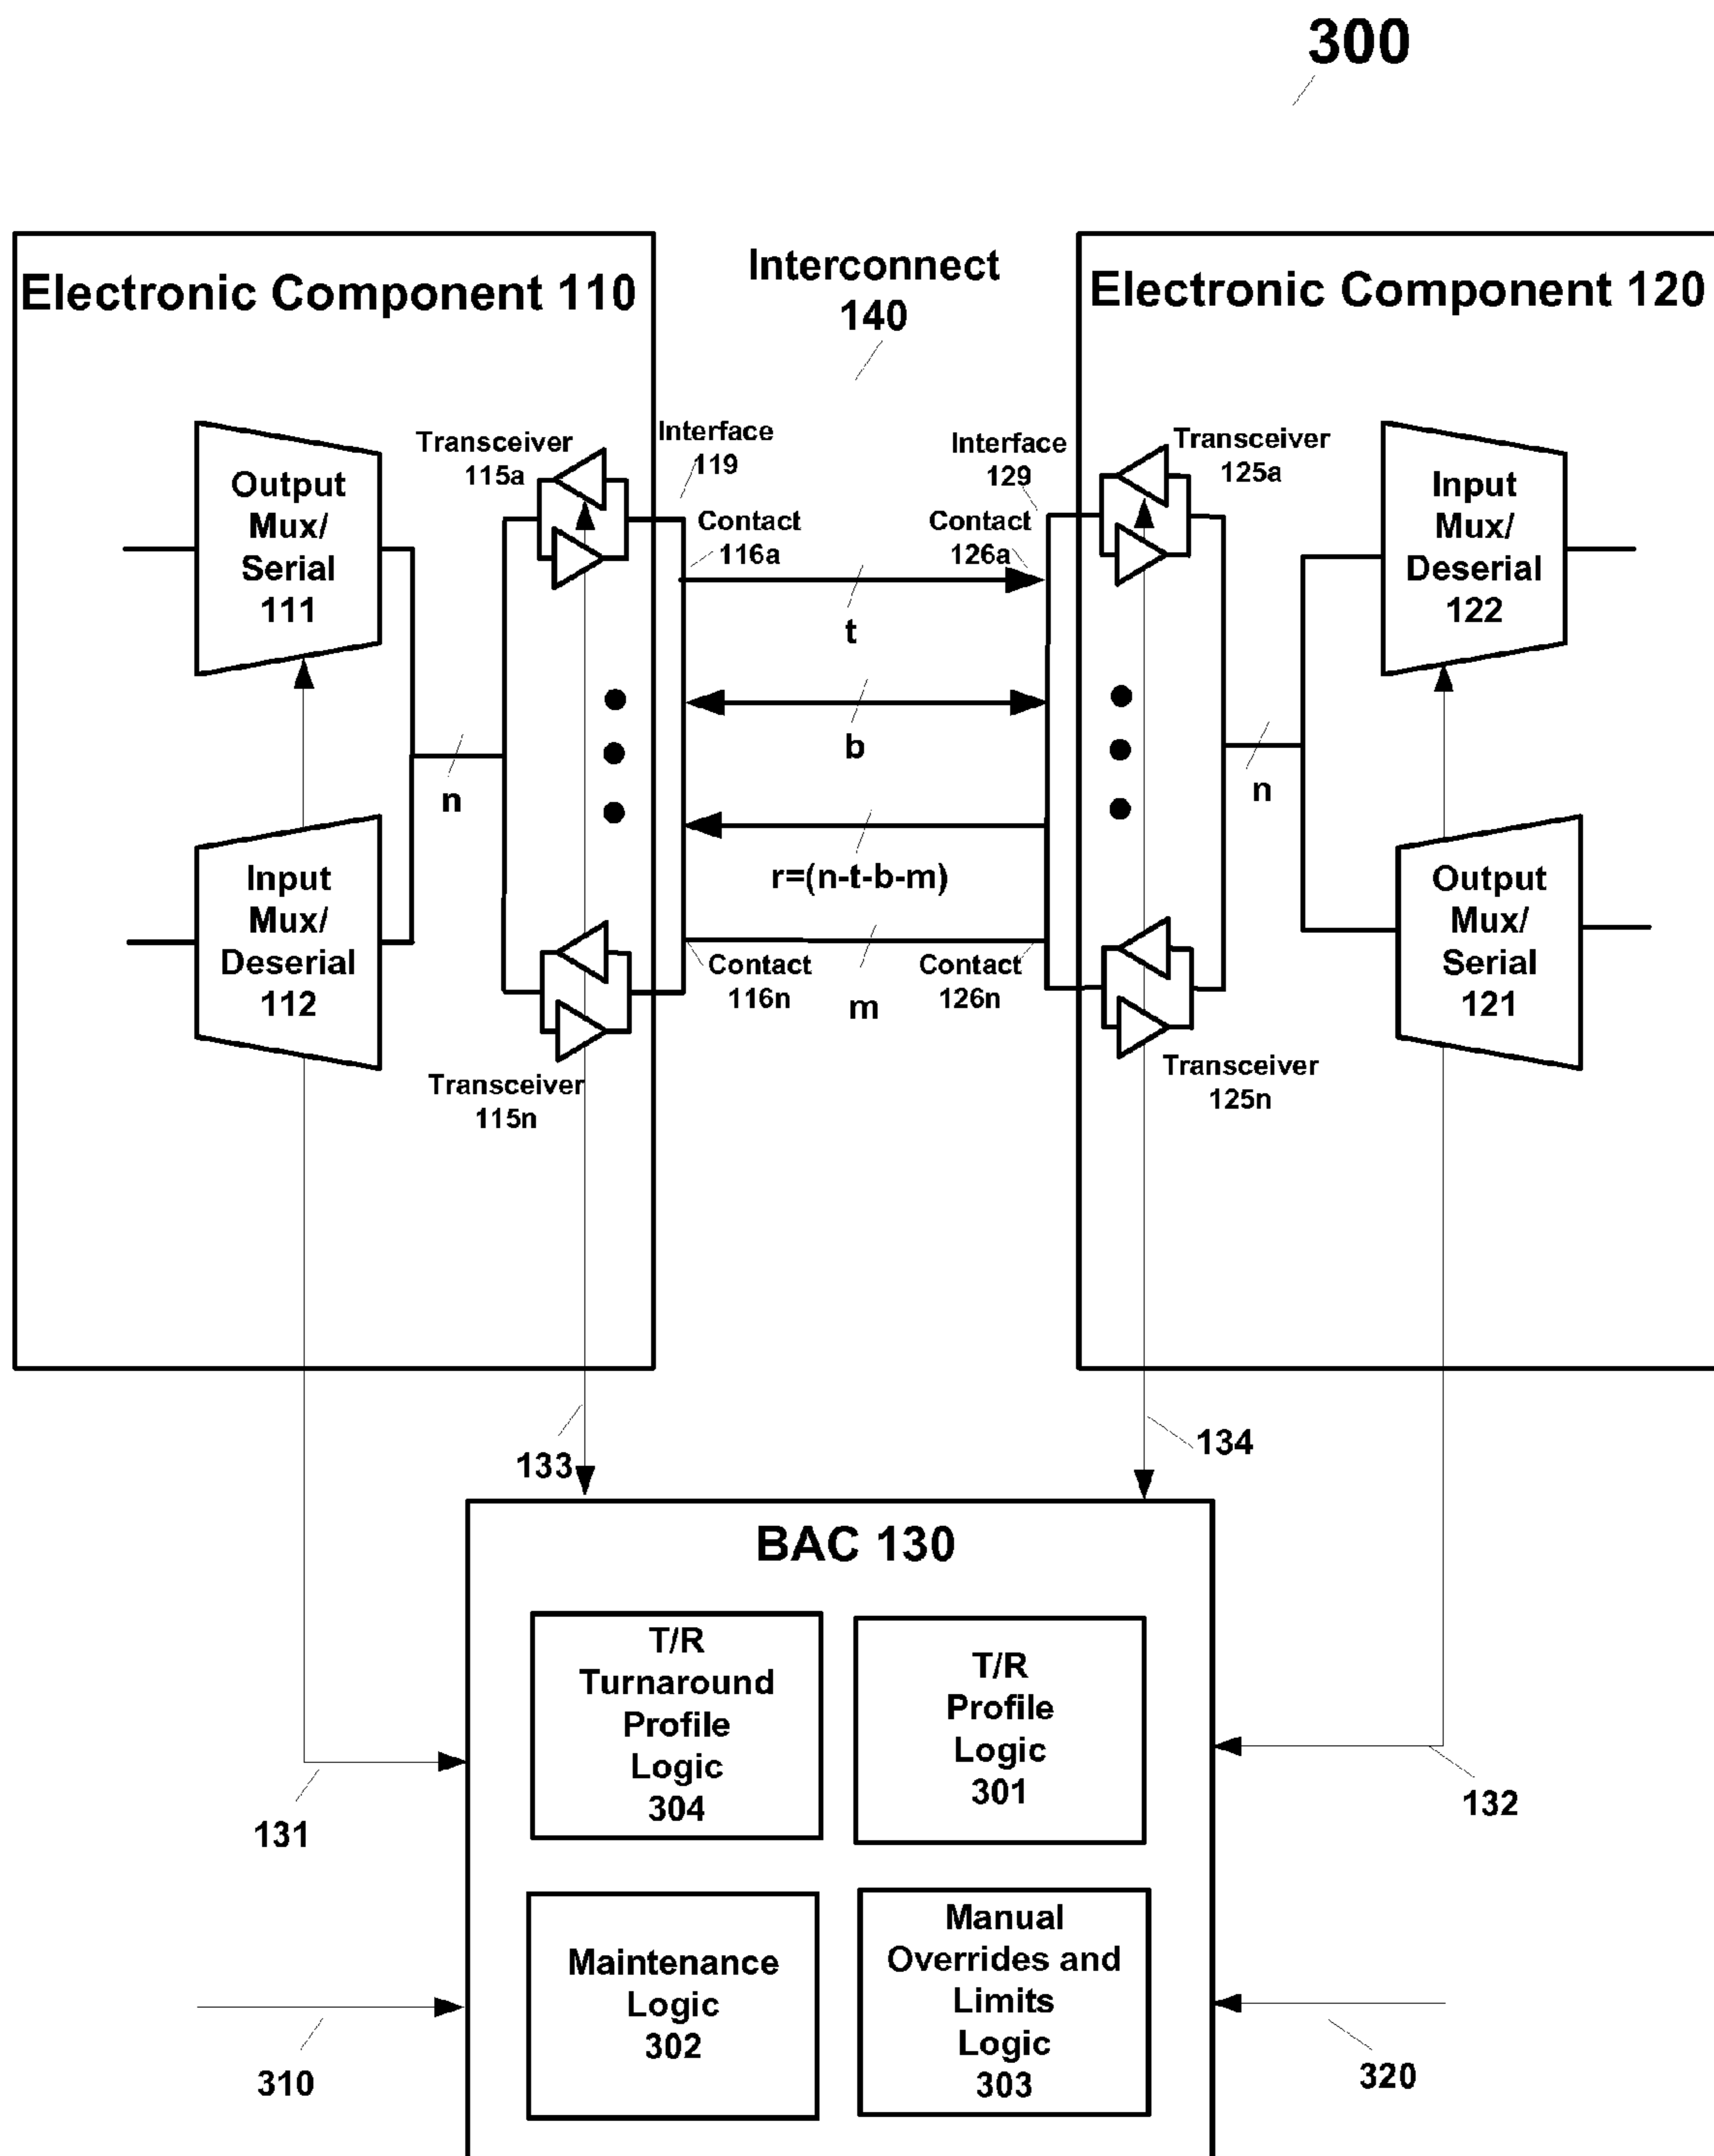 300
Electronic Component 110
Interconnect
140
Electronic Component 120
Output
Mux/
Serial
111
Transceiver
115a
Interface
119
Contact
116a
Interface
129
Contact
126a
Transceiver
125a
Input
Mux/
Deserial
122
t
b
n
n
r=(n-t-b-m)
Input
Mux/
Deserial
112
Contact
116n
m
Contact
126n
Output
Mux/
Serial
121
Transceiver
115n
Transceiver
125n
133
134
BAC 130
T/R
Turnaround
Profile
Logic
304
T/R
Profile
Logic
301
131
132
Maintenance
Logic
302
Manual
Overrides and
Limits
Logic
303
310
320